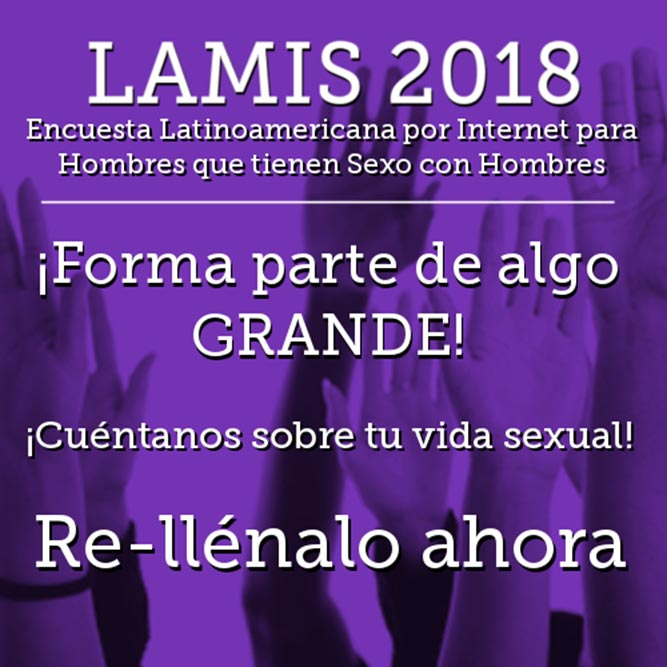 LAMIS 2018
Encuesta Latinoamericana por Internet para
Hombres que tienen Sexo con Hombres
¡Forma parte de algo
GRANDE!
¡Cuéntanos sobre tu vida sexual!
Re-llénalo ahora